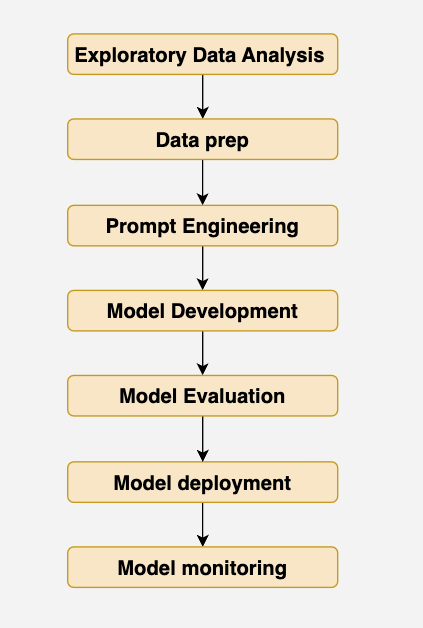 Exploratory Data Analysis
Data prep
Prompt Engineering
Model Development
Model Evaluation
Model deployment
Model monitoring